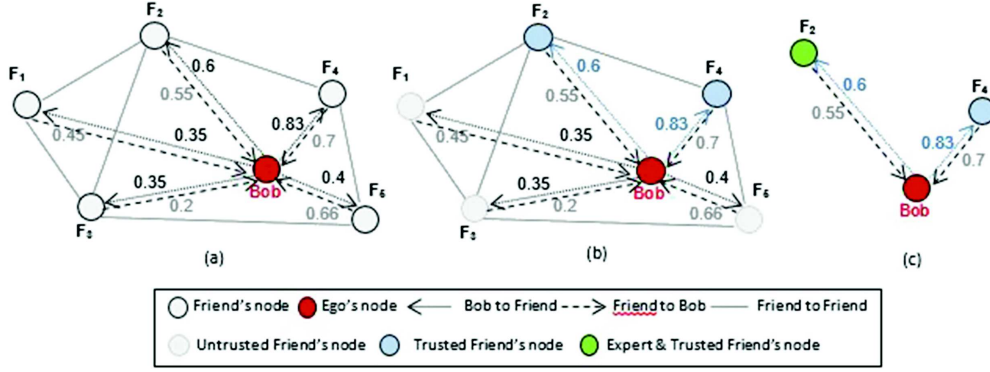 F2
F1
F4
0.6
0.55
0.45
0.35
0.83
0.7
0.35
0.2
Bob
0.4
0.66
F5
F3
(a)
F2
F1
F4
0.6
0.55
0.45
0.35
0.83
0.7
0.35
0.2
Bob
0.4
0.66
F5
F3
(b)
F2
F4
0.6
0.55
0.83
0.7
Bob
(c)
Friend's node Ego's node Bob to Friend Friend to Bob Friend to Friend
Untrusted Friend's node Trusted Friend's node Expert & Trusted Friend's node